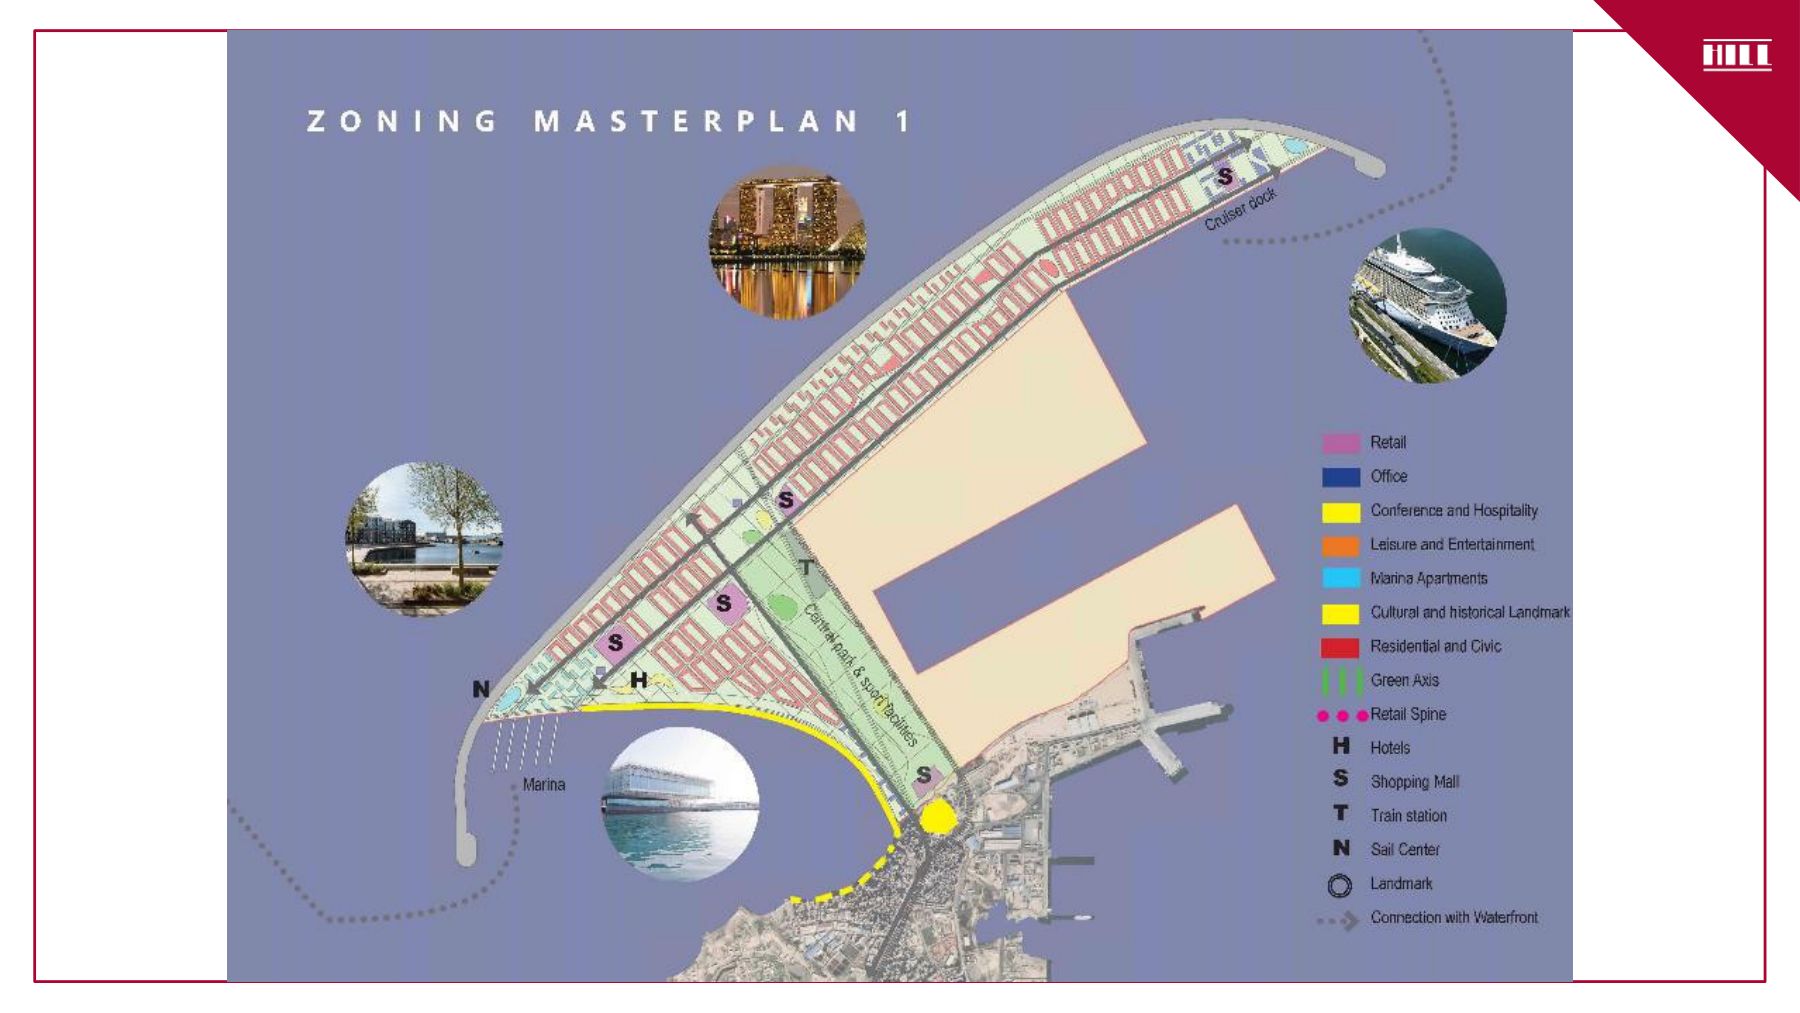 HILL
ZONING MASTERPLAN 1
S
Cruiser dock
S
T
S
Central park & sport facilities
S
H
N
Marina
S
Retail
Office
Conference and Hospitality
Leisure and Entertainment
Marina Apartments
Cultural and historical Landmark
Residential and Civic
Green Axis
Retail Spine
H Hotels
S Shopping Mall
T Train station
N Sail Center
Landmark
Connection with Waterfront